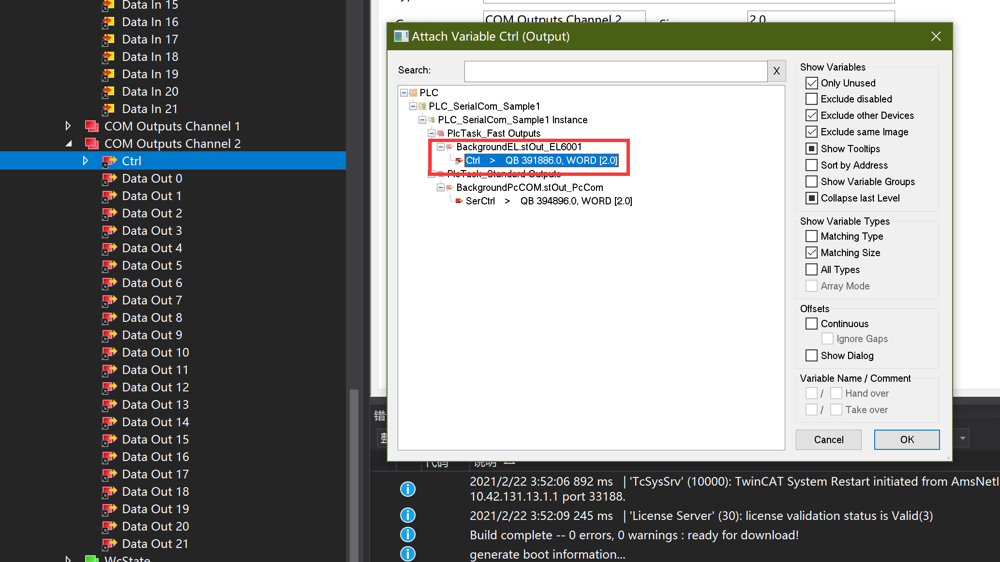 Data In 15
Data In 16
Data In 17
Data In 18
Data In 19
Data In 20
Data In 21
COM Outputs Channel 1
COM Outputs Channel 2
Ctrl
Data Out 0
Data Out 1
Data Out 2
Data Out 3
Data Out 4
Data Out 5
Data Out 6
Data Out 7
Data Out 8
Data Out 9
Data Out 10
Data Out 11
Data Out 12
Data Out 13
Data Out 14
Data Out 15
Data Out 16
Data Out 17
Data Out 18
Data Out 19
Data Out 20
Data Out 21
WcState
COM Outputs Channel 2
2.0
Attach Variable Ctrl (Output)
Search:
X
PLC
PLC_SerialCom_Sample1
PLC_SerialCom_Sample1 Instance
PlcTask_Fast Outputs
BackgroundEL.stOut_EL6001
Ctrl > QB 391886.0, WORD [2.0]
PlcTask_Standard Outputs
BackgroundPcCOM.stOut_PcCom
SerCtrl > QB 394896.0, WORD [2.0]
Show Variables
Only Unused
Exclude disabled
Exclude other Devices
Exclude same Image
Show Tooltips
Sort by Address
Show Variable Groups
Collapse last Level
Show Variable Types
Matching Type
Matching Size
All Types
Array Mode
Offsets
Continuous
Ignore Gaps
Show Dialog
Variable Name / Comment
/ Hand over
/ Take over
Cancel
OK
错
整
代码
说明
2021/2/22 3:52:06 892 ms | 'TcSysSrv' (10000): TwinCAT System Restart initiated from AmsNetI
10.42.131.13.1.1 port 33188.
2021/2/22 3:52:09 245 ms | 'License Server' (30): license validation status is Valid(3)
Build complete -- 0 errors, 0 warnings : ready for download!
generate boot information...